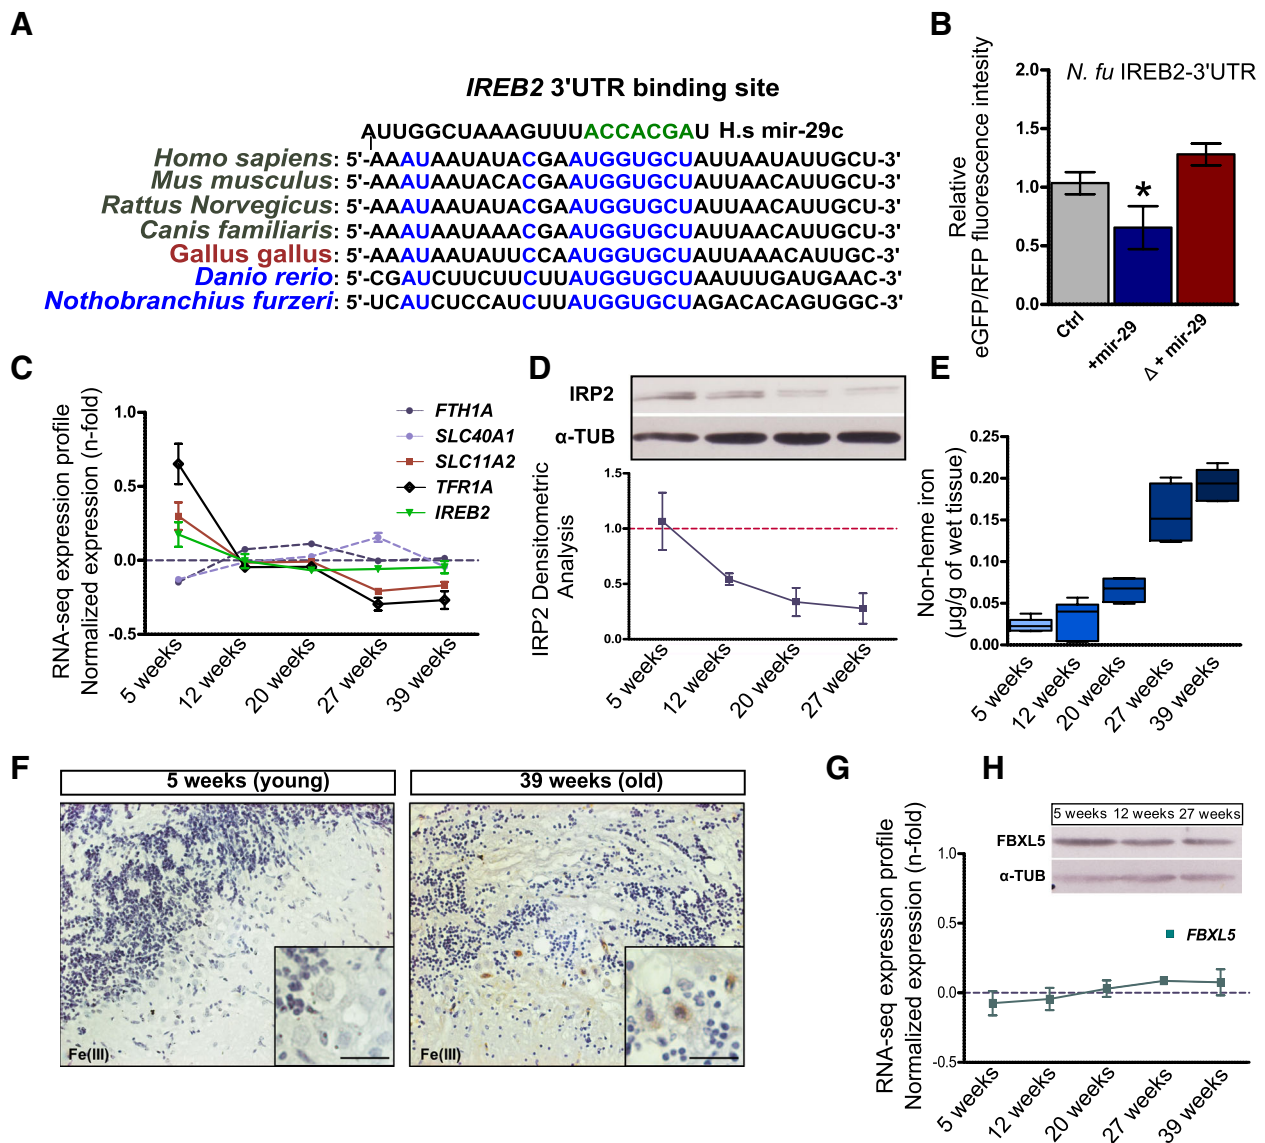 A
IREB2 3'UTR binding site
AUUGGCUAAAGUUUACCACGAU H.s mir-29c
Homo sapiens: 5'-AAAUAAUAUACGAAUGGUGCUAUUAAUAUUGCU-3'
Mus musculus: 5'-AAAUAAUACACGAAUGGUGCUAUUAACAUUGCU-3'
Rattus Norvegicus: 5'-AAAUAAUAUACGAAUGGUGCUAUUAACAUUGCU-3'
Canis familiaris: 5'-AAAUAAUAAACGAAUGGUGCUAUUAACAUUGCU-3'
Gallus gallus: 5'-AAAUAAUAUUCCAAUGGUGCUAUUAAACAUUGC-3'
Danio rerio: 5'-CGAUCUUCUUCUUAUGGUGCUAAUUUGAUGAAC-3'
Nothobranchius furzeri: 5'-UCAUCUCCAUCUUAUGGUGCUAGACACAGUGGC-3'
B
N. fu IREB2-3'UTR
Relative
eGFP/RFP fluorescence intesity
2.0
1.5
1.0
0.5
0.0
*
Ctrl
+mir-29
Δ + mir-29
C
RNA-seq expression profile
Normalized expression (n-fold)
1.0
0.5
0.0
-0.5
FTH1A
SLC40A1
SLC11A2
TFR1A
IREB2
5 weeks
12 weeks
20 weeks
27 weeks
39 weeks
D
IRP2
α-TUB
IRP2 Densitometric
Analysis
1.5
1.0
0.5
0.0
5 weeks
12 weeks
20 weeks
27 weeks
E
Non-heme iron
(µg/g of wet tissue)
0.25
0.20
0.15
0.10
0.05
0.00
5 weeks
12 weeks
20 weeks
27 weeks
39 weeks
F
5 weeks (young)
39 weeks (old)
Fe(III)
Fe(III)
G
RNA-seq expression profile
Normalized expression (n-fold)
1.0
0.5
0.0
-0.5
FBXL5
5 weeks
12 weeks
20 weeks
27 weeks
39 weeks
H
5 weeks 12 weeks 27 weeks
FBXL5
α-TUB